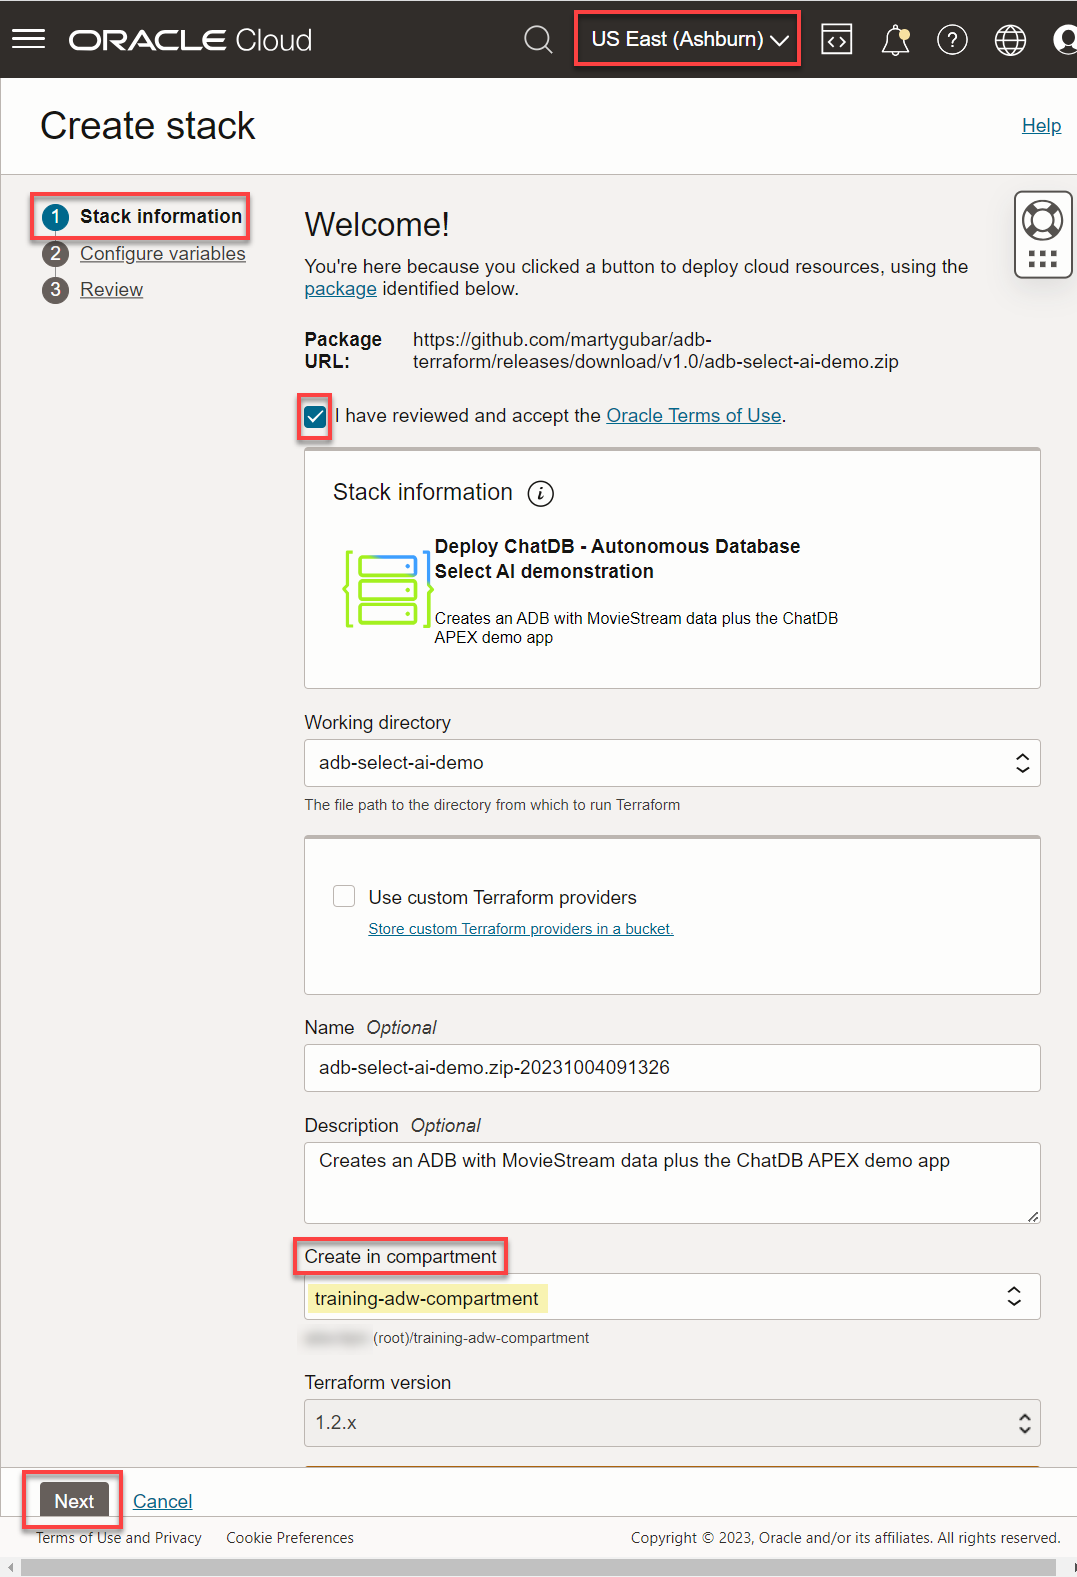 ORACLE Cloud
US East (Ashburn)
Create stack
Help
1 Stack information
2 Configure variables
3 Review
Welcome!
You're here because you clicked a button to deploy cloud resources, using the
package identified below.
Package URL: https://github.com/martygubar/adb-
terraform/releases/download/v1.0/adb-select-ai-demo.zip
I have reviewed and accept the Oracle Terms of Use.
Stack information
Deploy ChatDB - Autonomous Database
Select AI demonstration
Creates an ADB with MovieStream data plus the ChatDB
APEX demo app
Working directory
adb-select-ai-demo
The file path to the directory from which to run Terraform
Use custom Terraform providers
Store custom Terraform providers in a bucket.
Name Optional
adb-select-ai-demo.zip-20231004091326
Description Optional
Creates an ADB with MovieStream data plus the ChatDB APEX demo app
Create in compartment
training-adw-compartment
(root)/training-adw-compartment
Terraform version
1.2.x
Next Cancel
Terms of Use and Privacy Cookie Preferences Copyright © 2023, Oracle and/or its affiliates. All rights reserved.